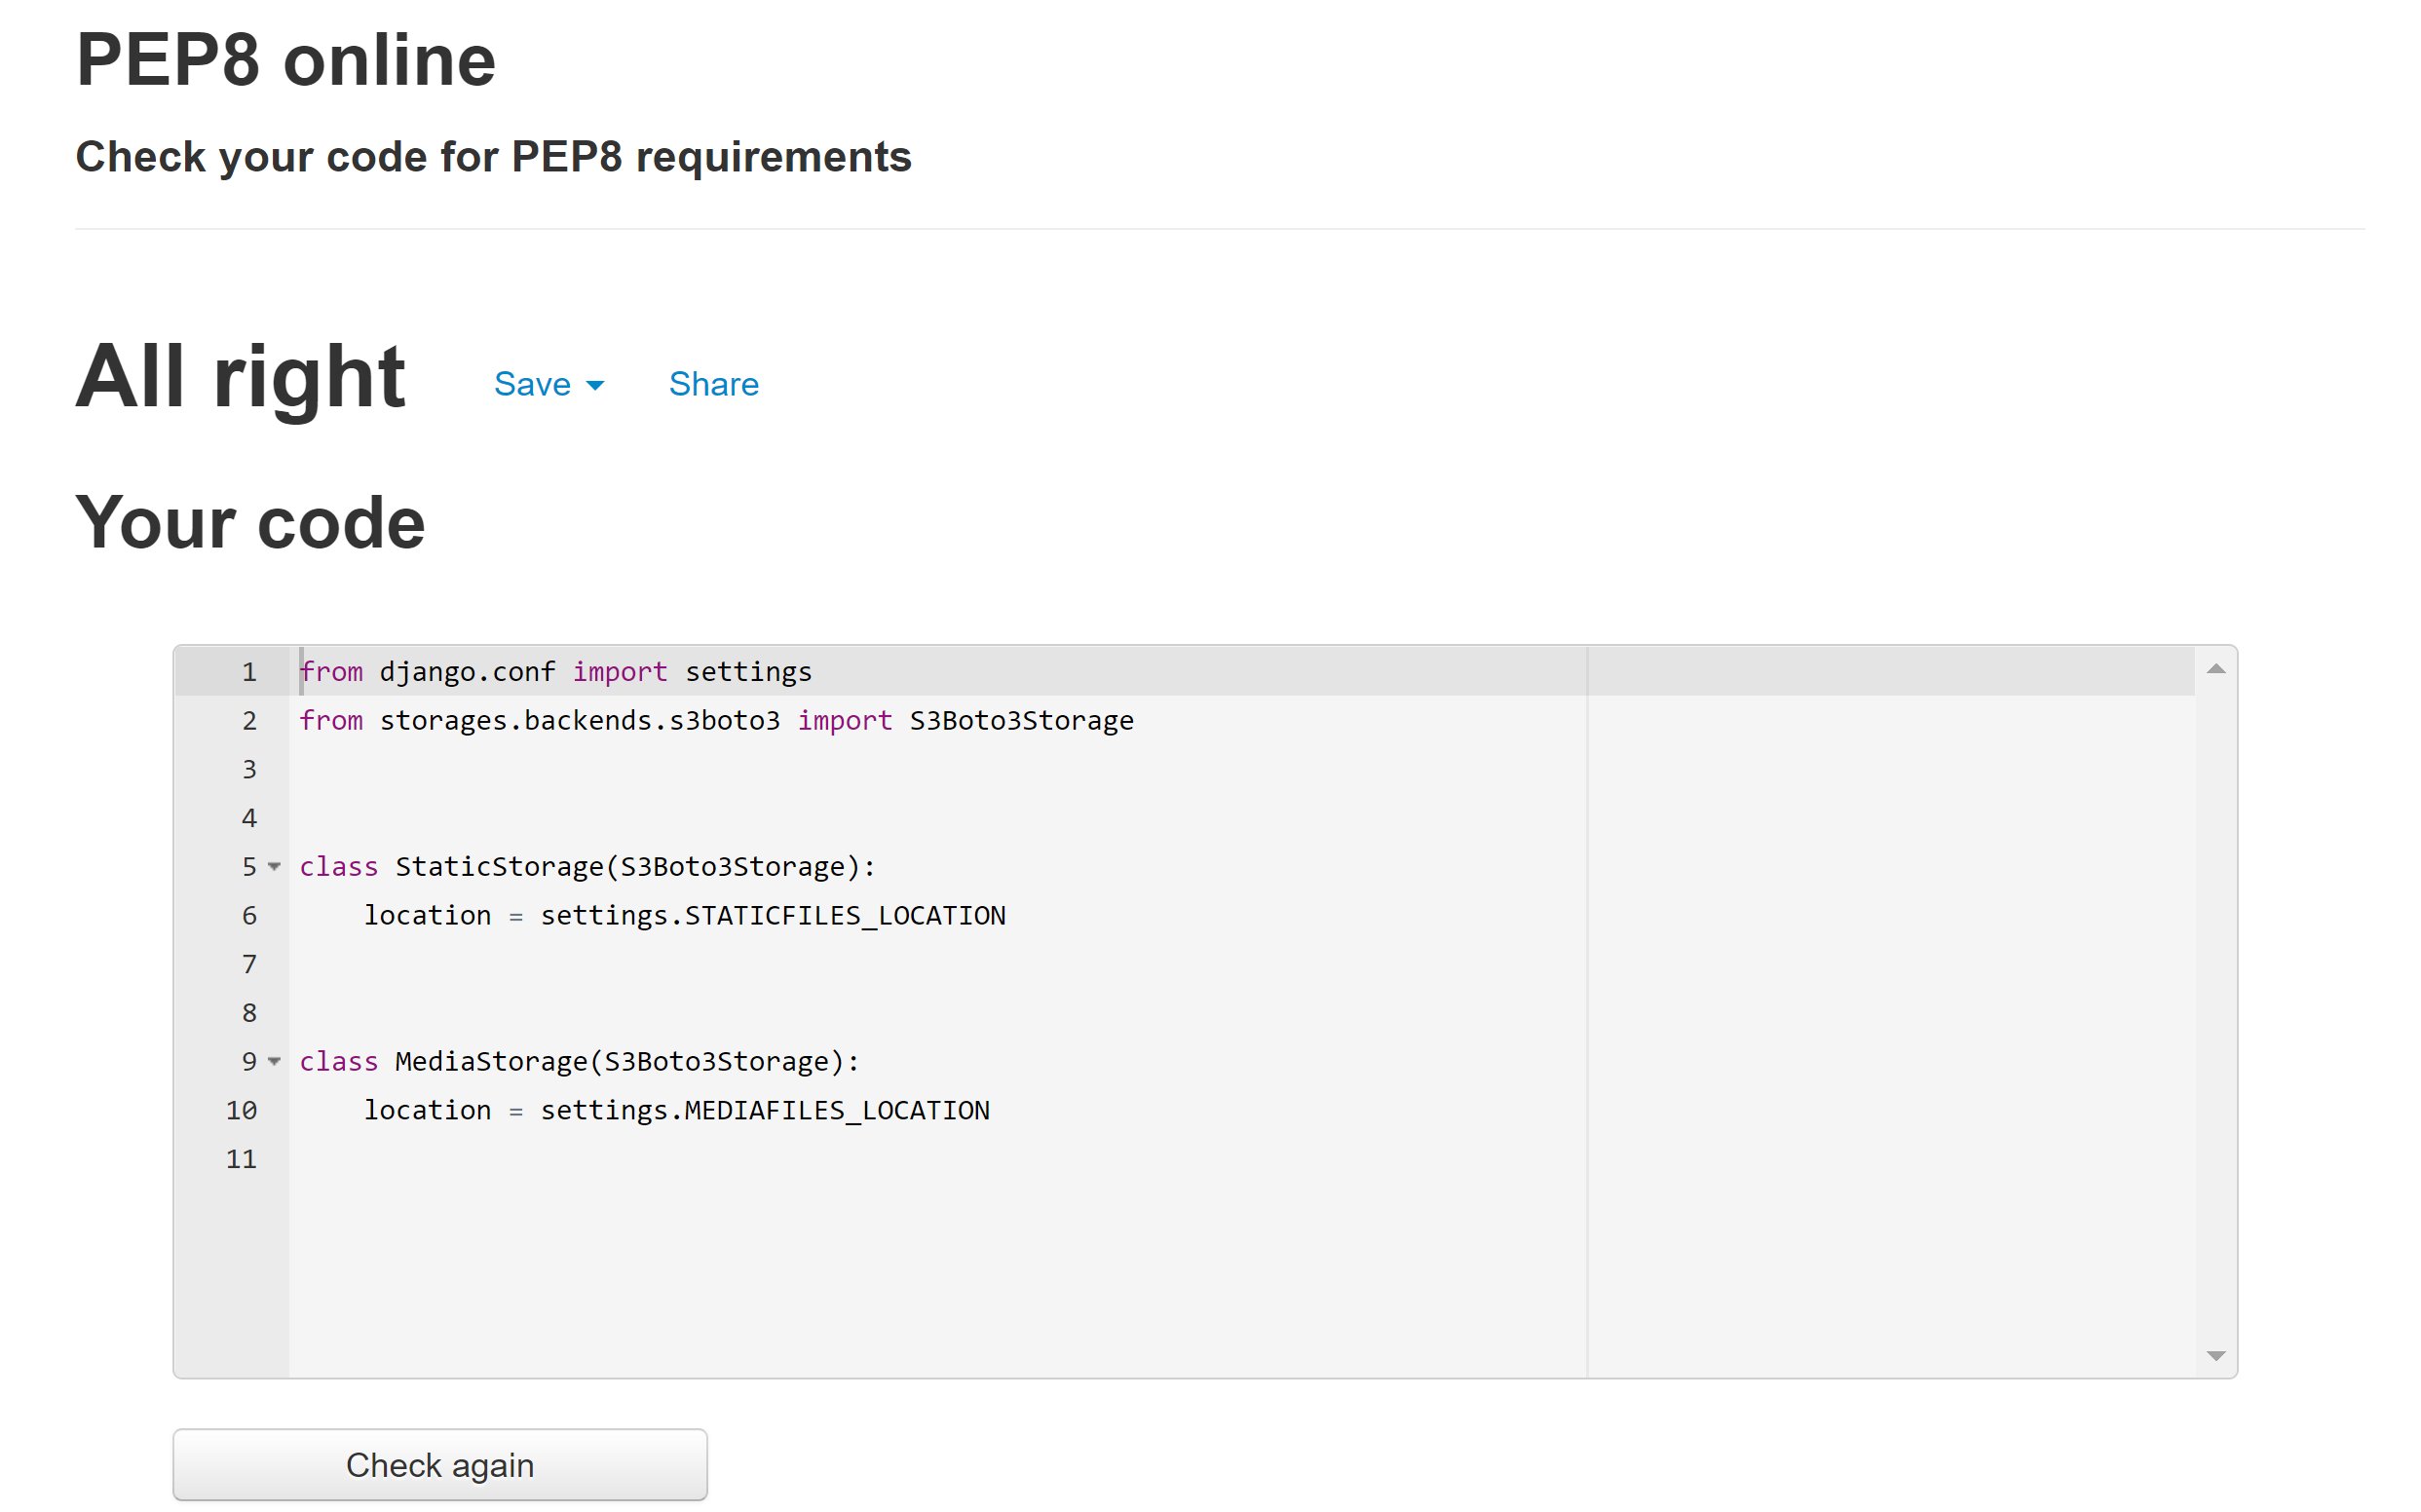 PEP8 online
Check your code for PEP8 requirements
All right Save Share
Your code
1 from django.conf import settings
2 from storages.backends.s3boto3 import S3Boto3Storage
3
4
5 class StaticStorage(S3Boto3Storage):
6     location = settings.STATICFILES_LOCATION
7
8
9 class MediaStorage(S3Boto3Storage):
10     location = settings.MEDIAFILES_LOCATION
11
Check again